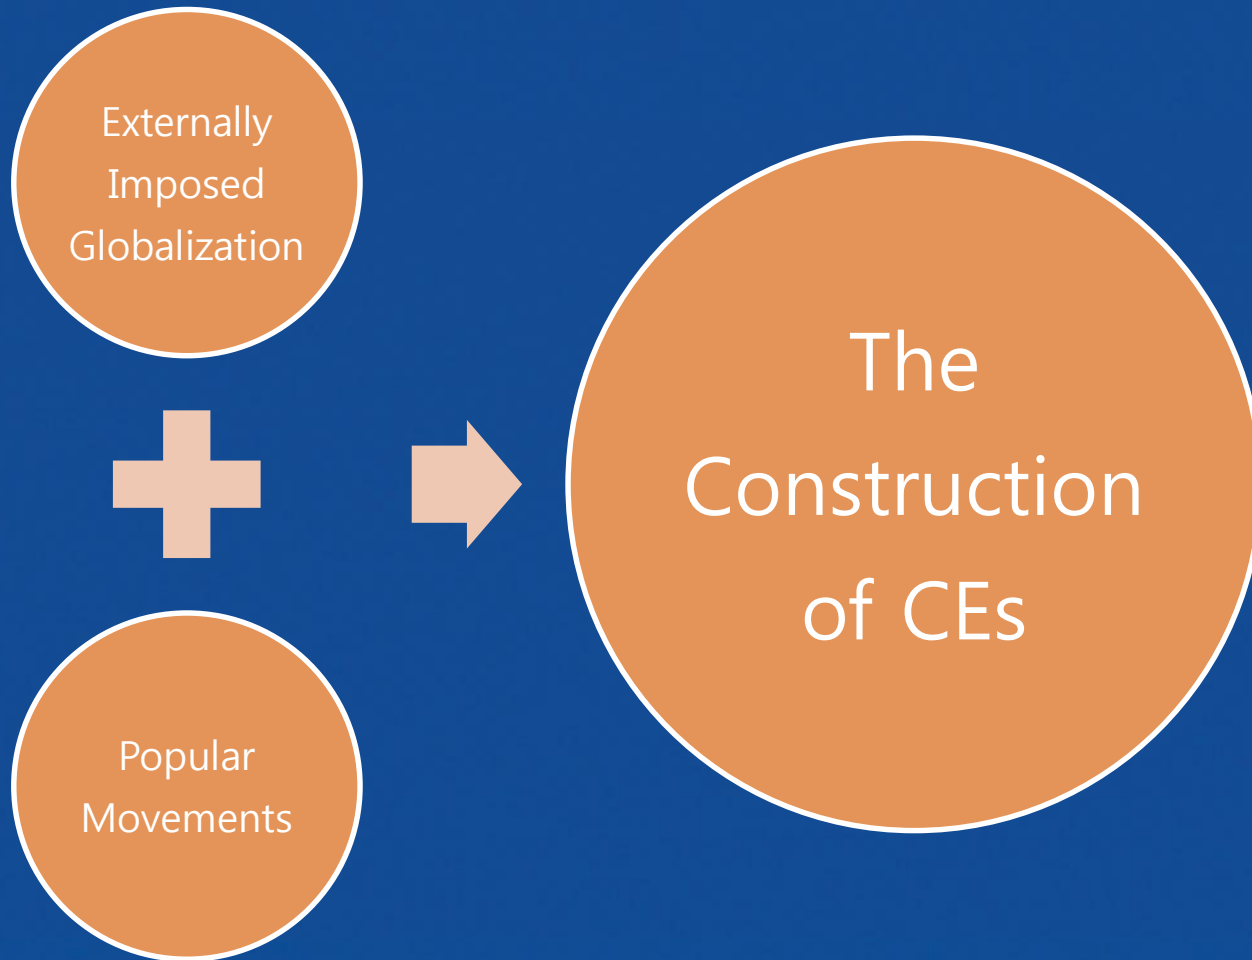 Externally
Imposed
Globalization
Popular
Movements
The
Construction
of CEs